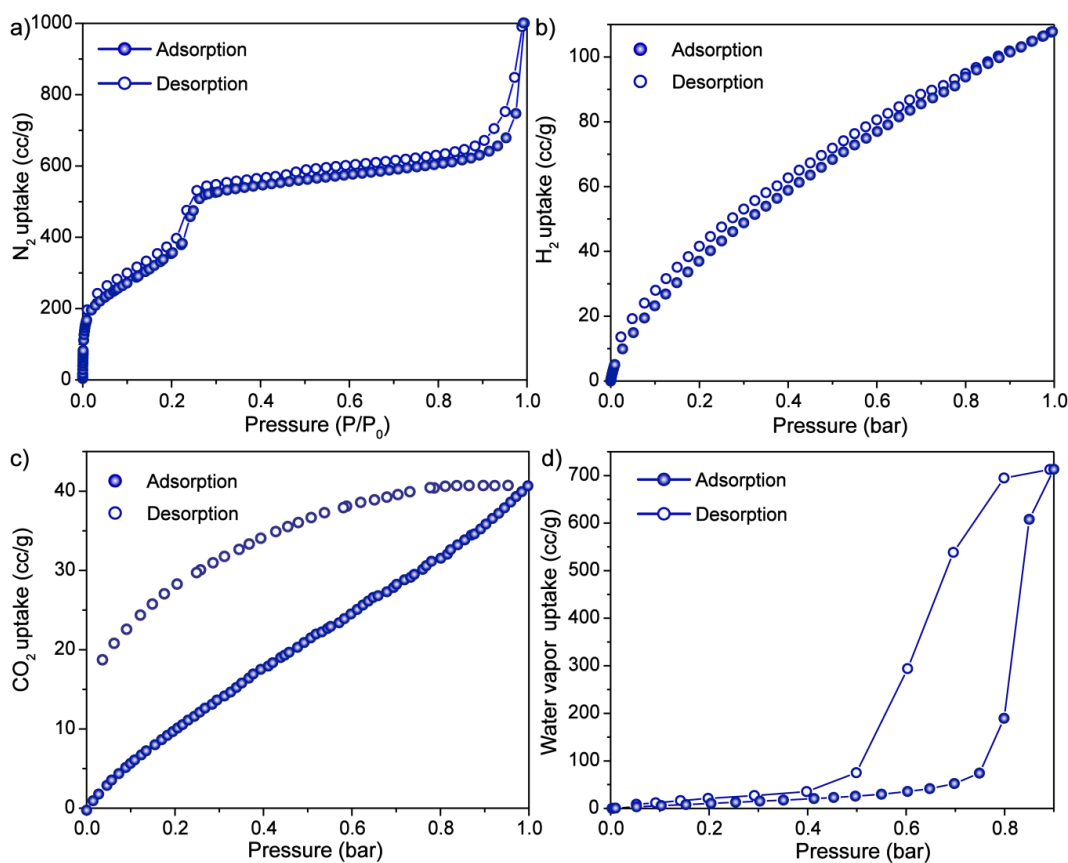 a)
1000
800
600
400
200
0
N₂ uptake (cc/g)
Adsorption
Desorption
0.0 0.2 0.4 0.6 0.8 1.0
Pressure (P/P₀)
b)
100
80
60
40
20
0
H₂ uptake (cc/g)
Adsorption
Desorption
0.0 0.2 0.4 0.6 0.8 1.0
Pressure (bar)
c)
40
30
20
10
0
CO₂ uptake (cc/g)
Adsorption
Desorption
0.0 0.2 0.4 0.6 0.8 1.0
Pressure (bar)
d)
700
600
500
400
300
200
100
0
Water vapor uptake (cc/g)
Adsorption
Desorption
0.0 0.2 0.4 0.6 0.8
Pressure (bar)